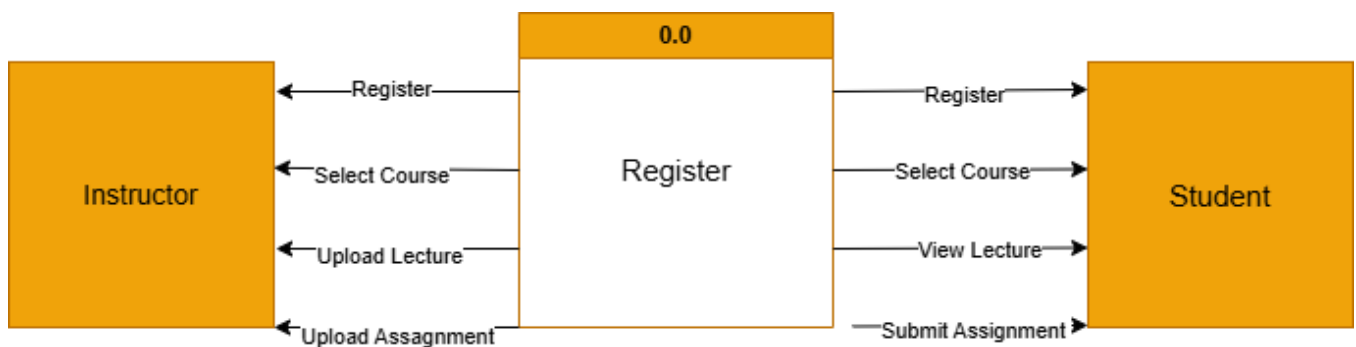 0.0
Register
Register
Select Course
Register
Select Course
Instructor
Student
Upload Lecture
View Lecture
Upload Assagnment
Submit Assignment